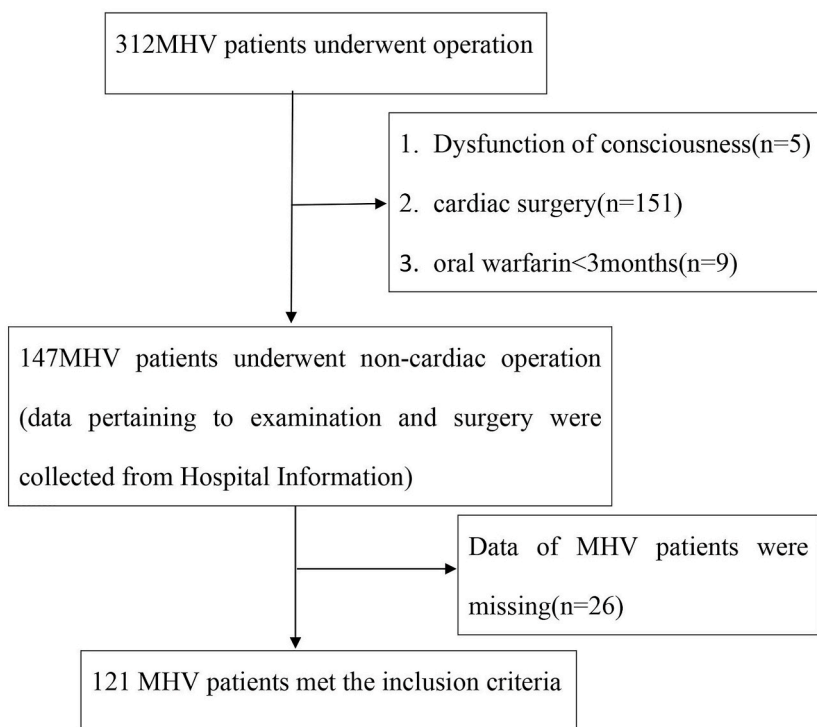 312MHV patients underwent operation
1. Dysfunction of consciousness(n=5)
2. cardiac surgery(n=151)
3. oral warfarin<3months(n=9)
147MHV patients underwent non-cardiac operation
(data pertaining to examination and surgery were
collected from Hospital Information)
Data of MHV patients were
missing(n=26)
121 MHV patients met the inclusion criteria